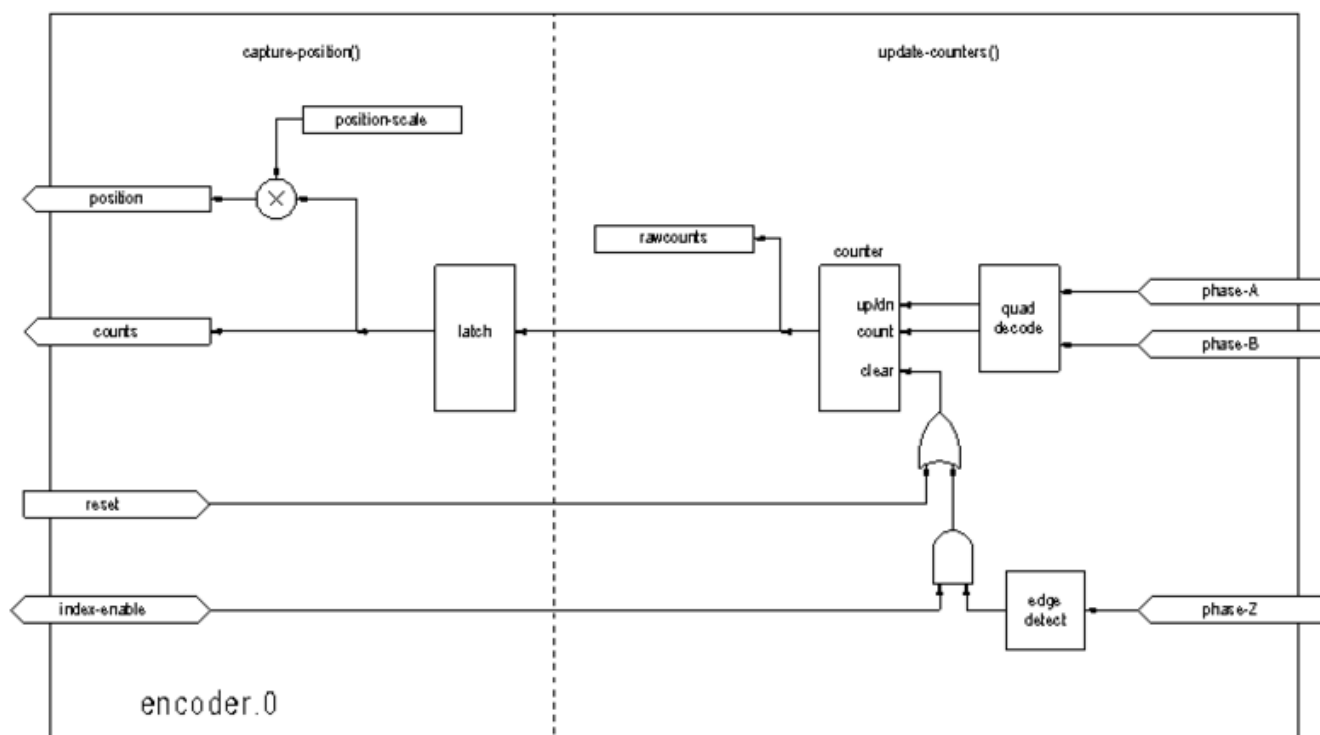 capture-position()
update-counters()
position-scale
position
rawcounts
counter
phase-A
up/dn
quad
decode
counts
latch
count
phase-B
clear
reset
index-enable
edge
detect
phase-Z
encoder.0